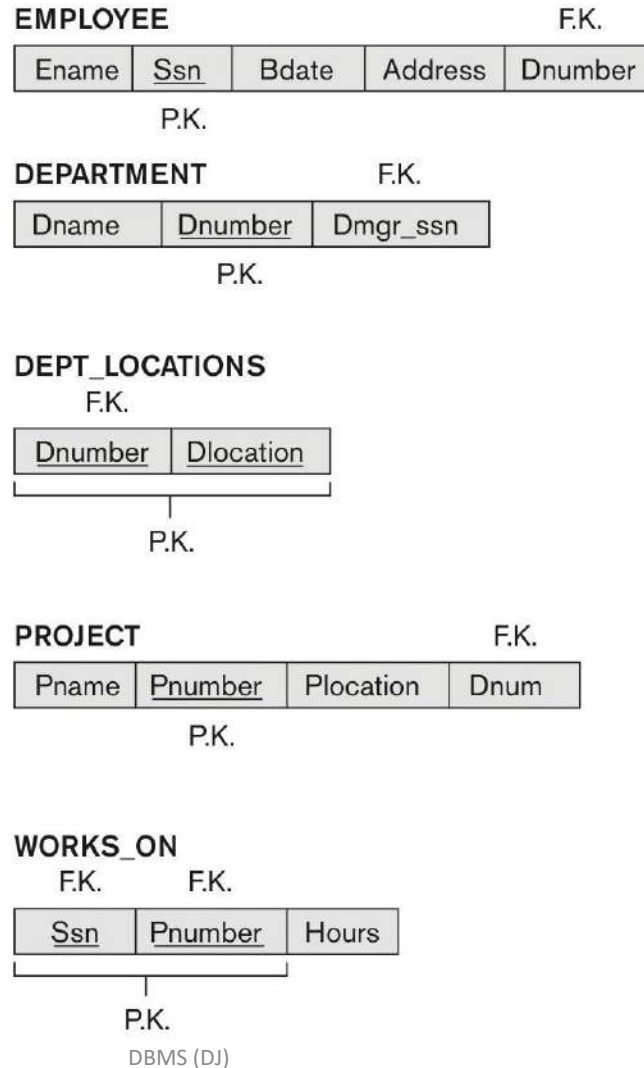 EMPLOYEE F.K.
Ename Ssn Bdate Address Dnumber
P.K.
DEPARTMENT F.K.
Dname Dnumber Dmgr_ssn
P.K.
DEPT_LOCATIONS
F.K.
Dnumber Dlocation
P.K.
PROJECT F.K.
Pname Pnumber Plocation Dnum
P.K.
WORKS_ON
F.K. F.K.
Ssn Pnumber Hours
P.K.
DBMS (DJ)